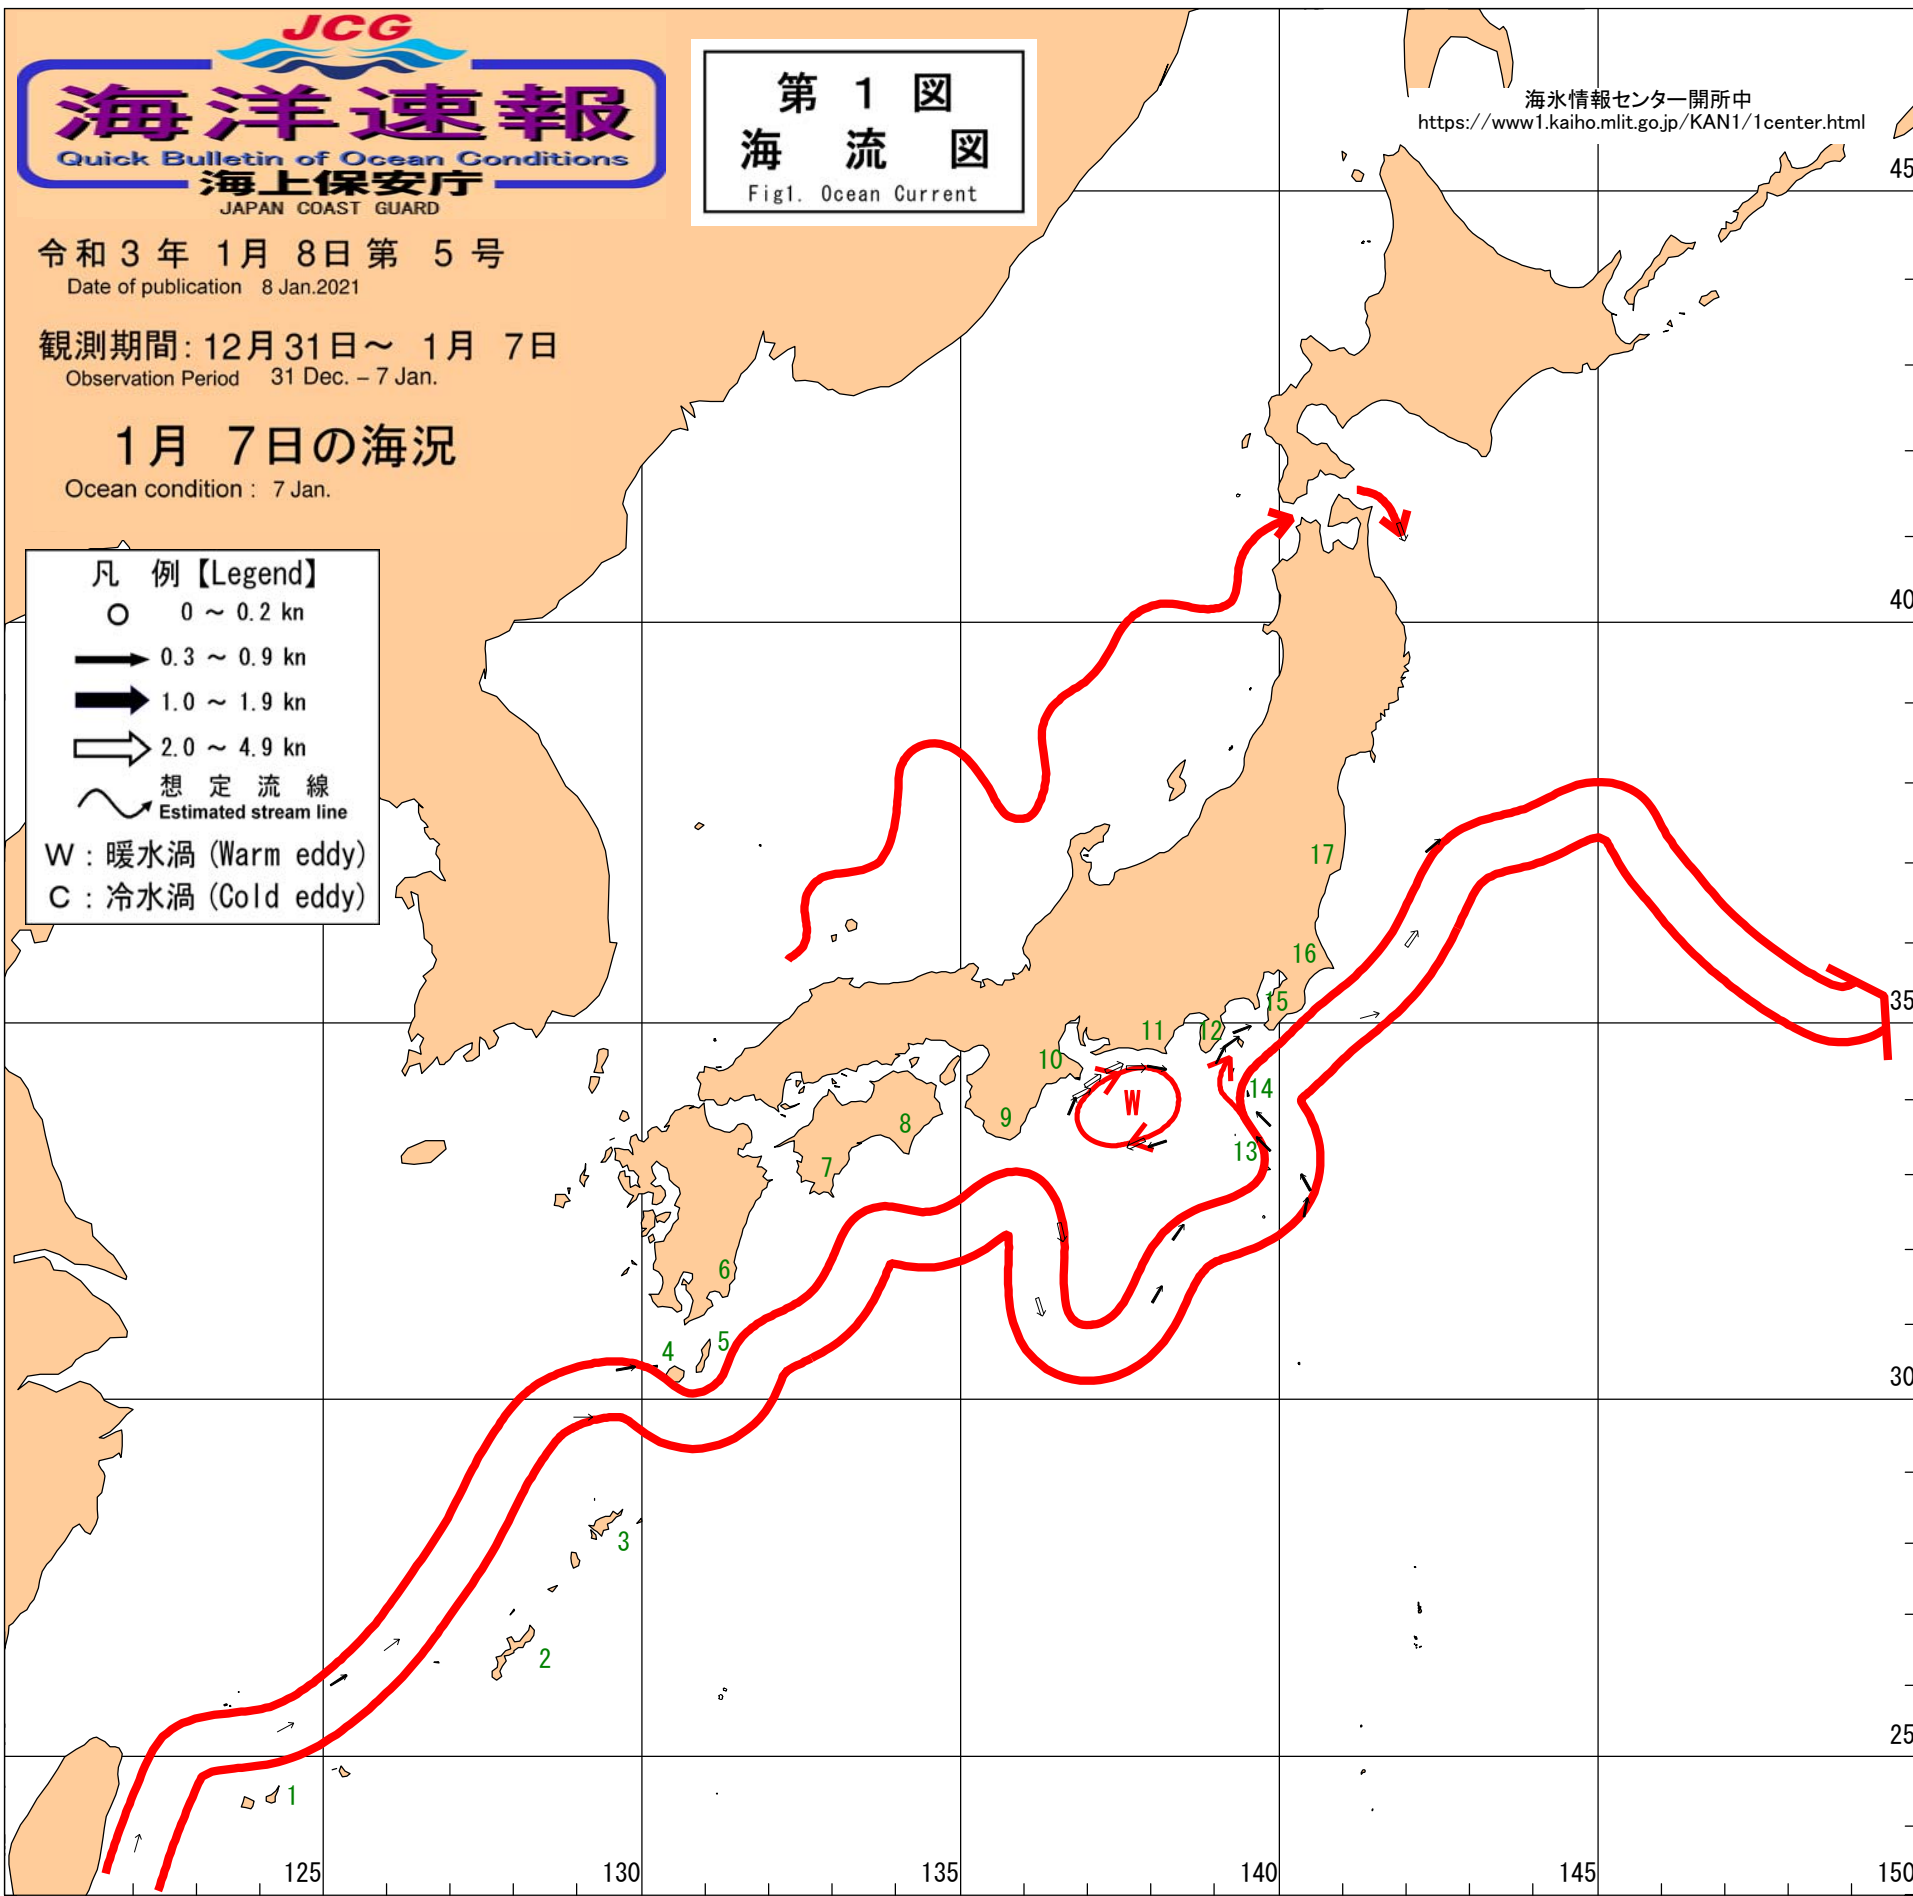 JCG
海洋速報
Quick Bulletin of Ocean Conditions
海上保安庁
JAPAN COAST GUARD
第 1 図
海 流 図
Fig1. Ocean Current
海氷情報センター開所中
https://www1.kaiho.mlit.go.jp/KAN1/1center.html
令和 3 年 1月 8日 第 5 号
Date of publication 8 Jan.2021
観測期間: 12月31日～ 1月 7日
Observation Period 31 Dec. – 7 Jan.
1月 7日の海況
Ocean condition : 7 Jan.
凡 例【Legend】
0 ～ 0.2 kn
0.3 ～ 0.9 kn
1.0 ～ 1.9 kn
2.0 ～ 4.9 kn
想 定 流 線
Estimated stream line
W : 暖水渦 (Warm eddy)
C : 冷水渦 (Cold eddy)
45
40
17
16
35
15
12
11
10
14
W
9
8
13
7
6
5
4
30
3
2
25
1
125
130
135
140
145
150